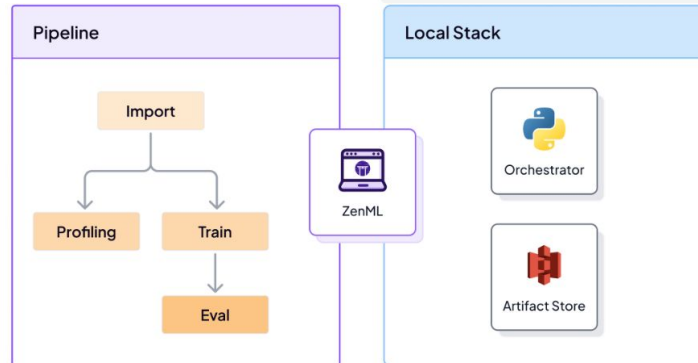 Pipeline
Import
Profiling
Train
Eval
ZenML
Local Stack
Orchestrator
Artifact Store